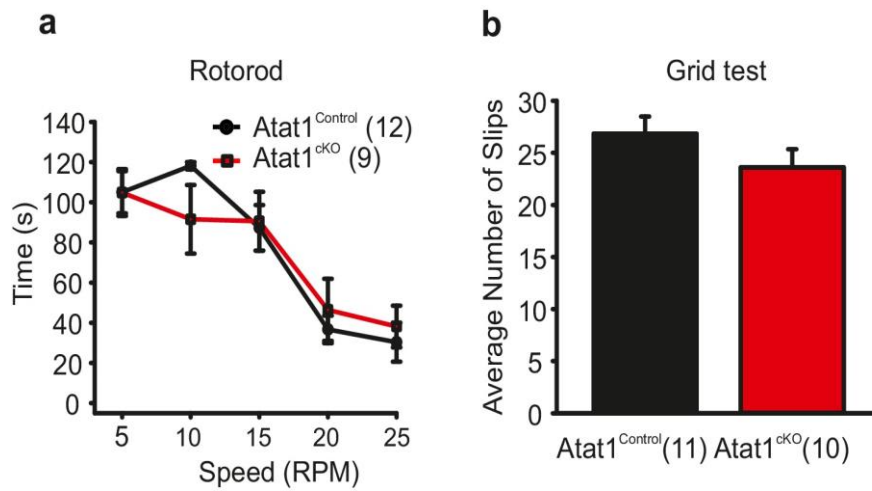 a
Rotorod
Atat1Control (12)
Atat1cKO (9)
Time (s)
140
120
100
80
60
40
20
0
5 10 15 20 25
Speed (RPM)
b
Grid test
Average Number of Slips
30
25
20
15
10
5
0
Atat1Control(11) Atat1cKO(10)